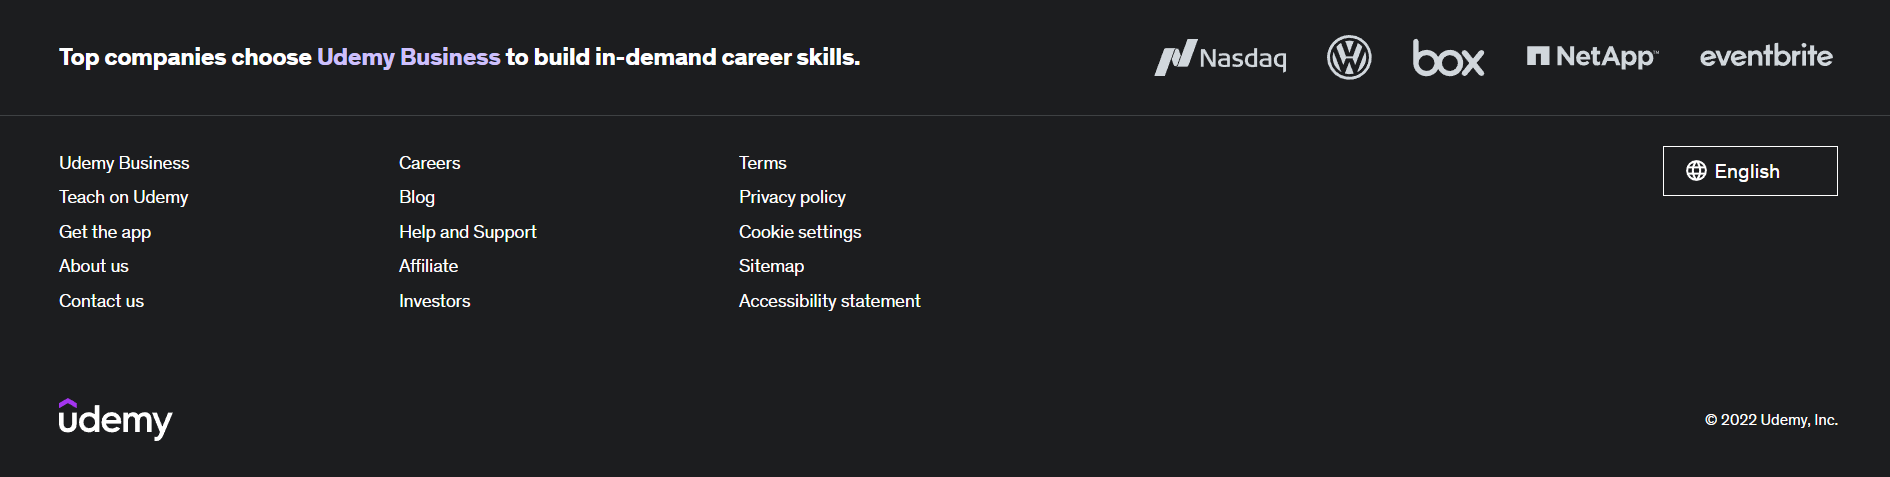 Top companies choose Udemy Business to build in-demand career skills.
Nasdaq
VW
box
NetApp™
eventbrite
Udemy Business
Teach on Udemy
Get the app
About us
Contact us
Careers
Blog
Help and Support
Affiliate
Investors
Terms
Privacy policy
Cookie settings
Sitemap
Accessibility statement
English
udemy
© 2022 Udemy, Inc.